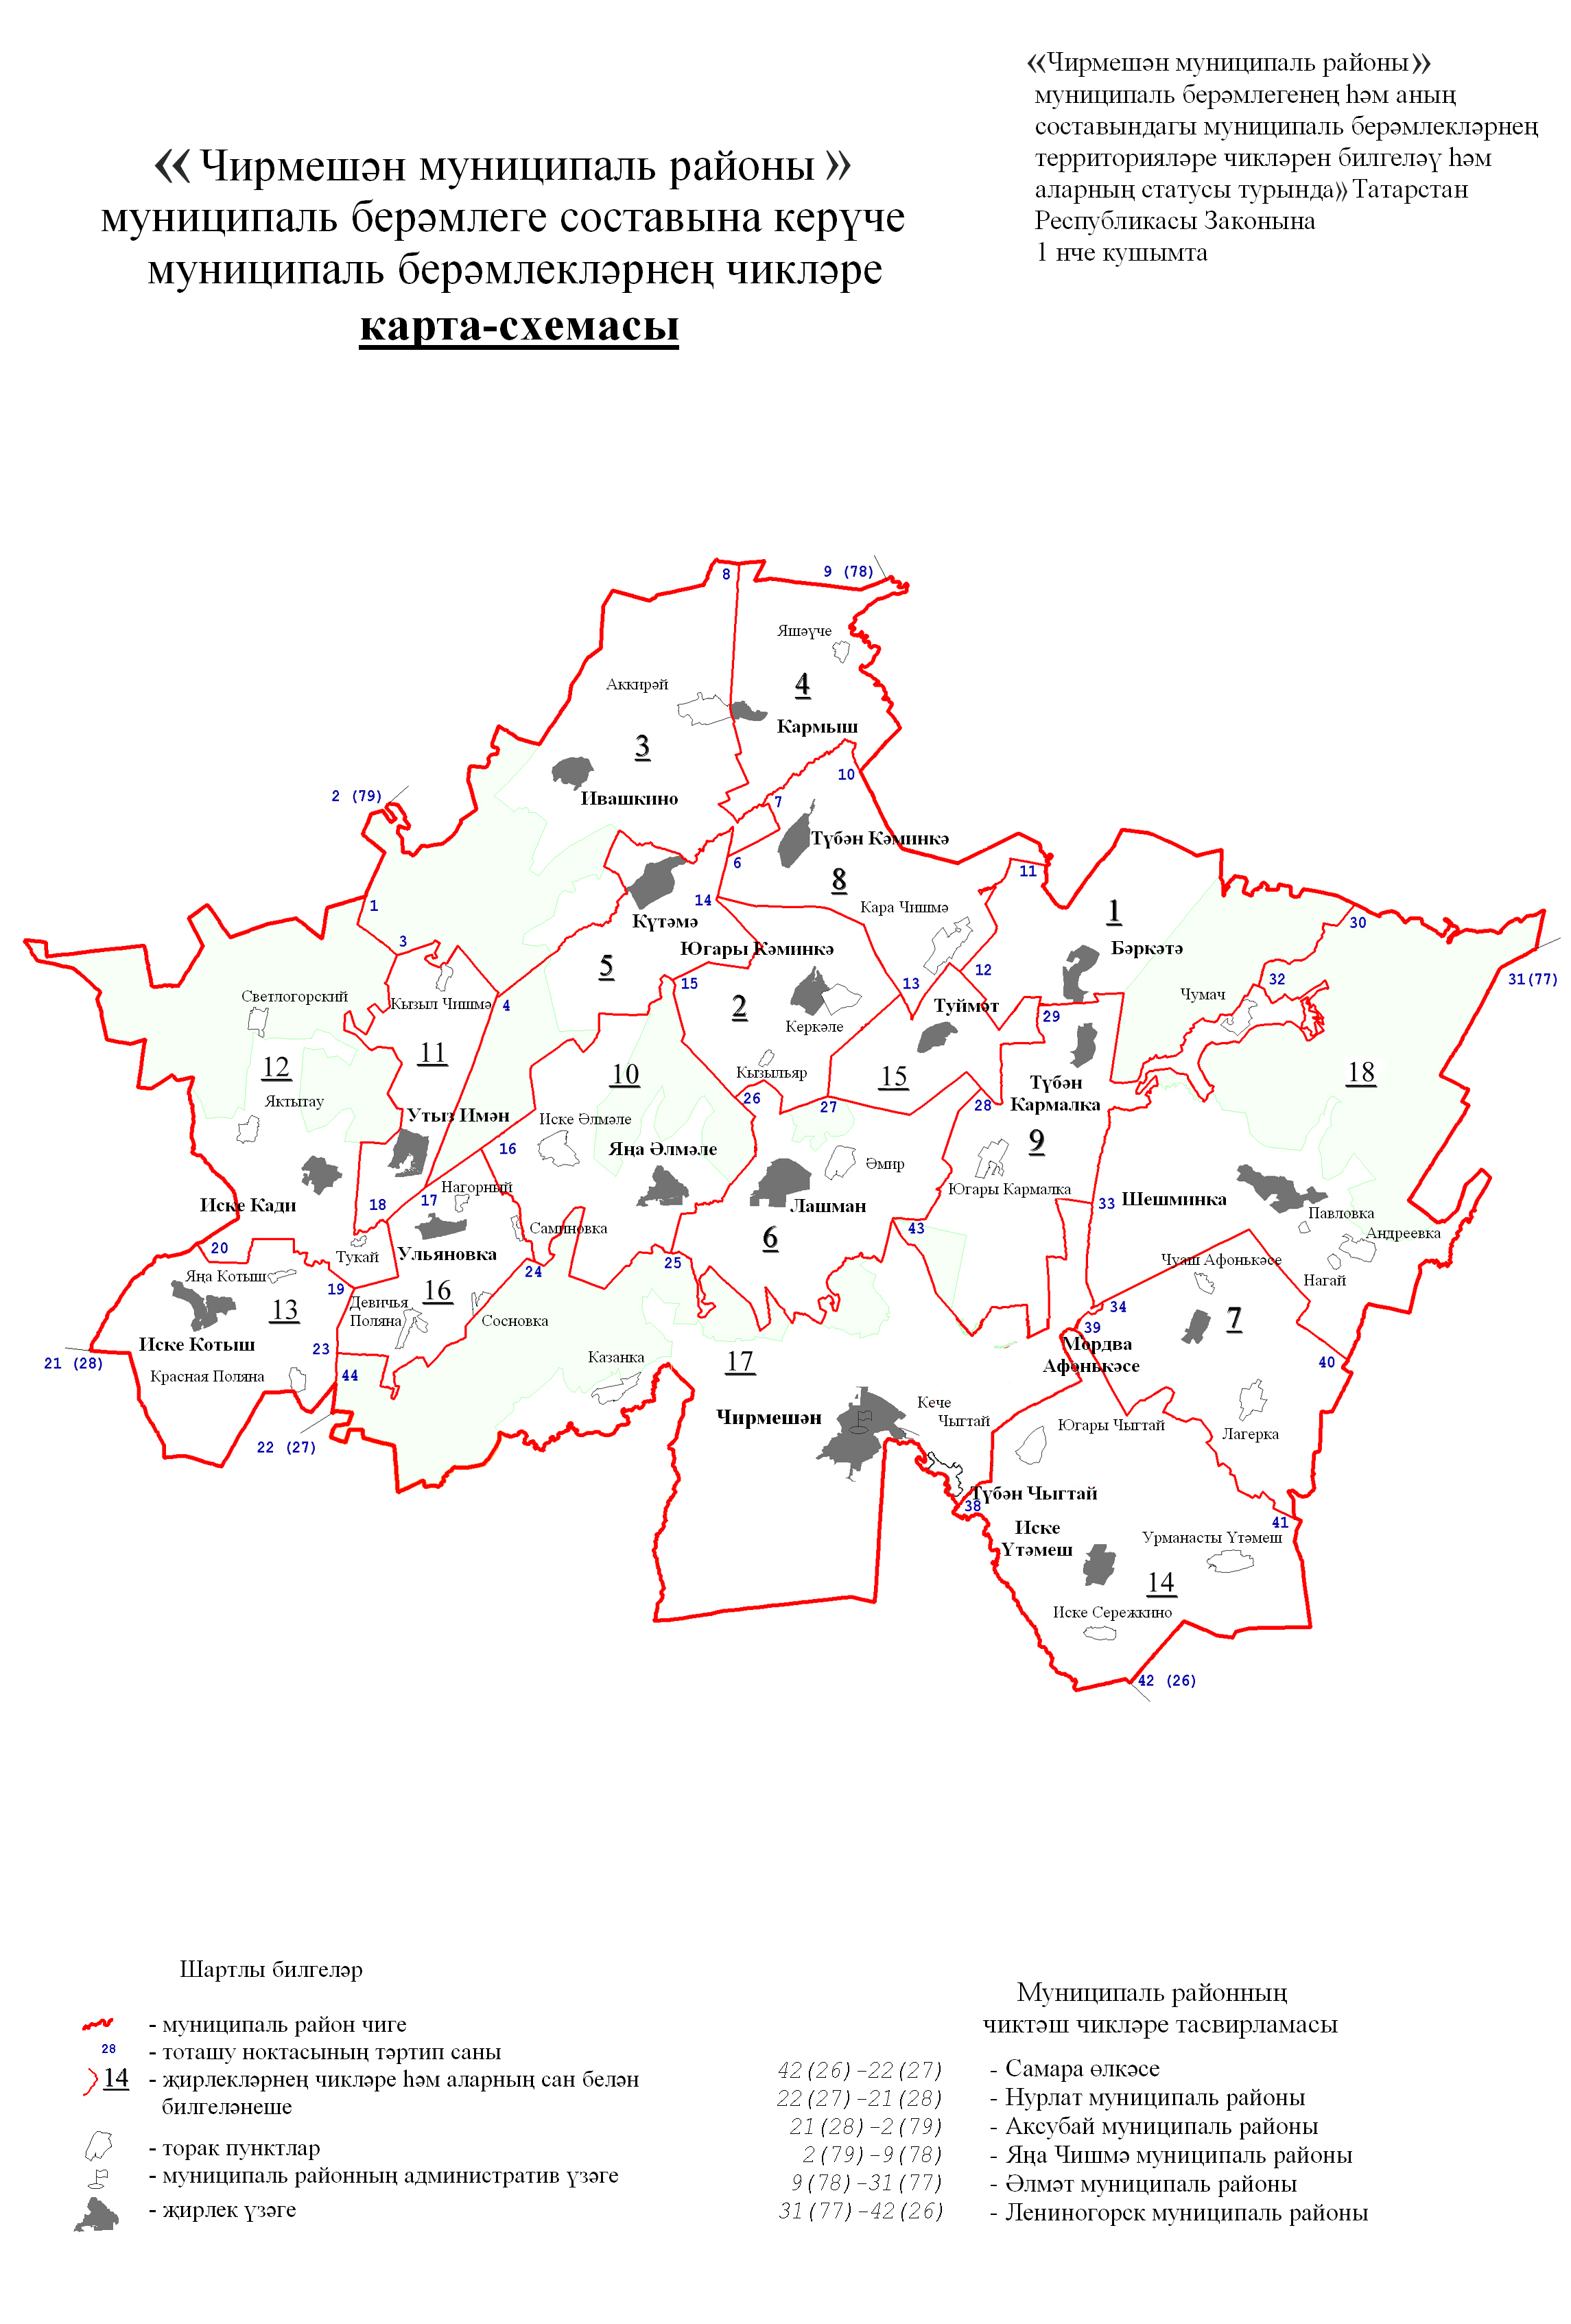 «Чирмешән муниципаль районы»
муниципаль берәмлегенең һәм аның
составындагы муниципаль берәмлекләрнең
территорияләре чикләрен билгеләү һәм
аларның статусы турында» Татарстан
Республикасы Законына
1 нче кушымта
« Чирмешән муниципаль районы »
муниципаль берәмлеге составына керүче
муниципаль берәмлекләрнең чикләре
карта-схемасы
8
9 (78)
Яшәүче
Аккирәй
4
Кармыш
3
10
2 (79)
Ивашкино
7
Түбән Кәминкә
6
11
8
14
1
Кара Чишмә
1
Күтәмә
30
3
Югары Кәминкә
Бәркәтә
5
12
31(77)
15
13
32
Светлогорский
Кызыл Чишмә
4
2
Туймәт
Чумач
29
Керкәле
11
12
10
Кызыльяр
15
18
Түбән
Кармалка
Яктытау
26
27
28
Утыз Имән
Иске Әлмәле
9
16
Яңа Әлмәле
Әмир
Нагорный
Югары Кармалка
Иске Кади
18
17
Лашман
33
Шешминка
Павловка
Саминовка
43
6
Андреевка
20
Тукай
Ульяновка
25
Чуаш Афонькәсе
24
Яңа Котыш
19
16
Нагай
Девичья
Поляна
13
34
7
Сосновка
39
Иске Котыш
23
Мордва
Афонькәсе
21 (28)
Казанка
17
40
Красная Поляна
44
Кече
Чыгтай
Чирмешән
Югары Чыгтай
Лагерка
22 (27)
Түбән Чыгтай
38
41
Иске
Үтәмеш
Урманасты Үтәмеш
14
Иске Сережкино
42 (26)
Шартлы билгеләр
- муниципаль район чиге
28 - тоташу ноктасының тәртип саны
14 - җирлекләрнең чикләре һәм аларның сан белән
билгеләнеше
- торак пунктлар
- муниципаль районның административ үзәге
- җирлек үзәге
Муниципаль районның
чиктәш чикләре тасвирламасы
42(26)-22(27) - Самара өлкәсе
22(27)-21(28) - Нурлат муниципаль районы
21(28)-2(79) - Аксубай муниципаль районы
2(79)-9(78) - Яңа Чишмә муниципаль районы
9(78)-31(77) - Әлмәт муниципаль районы
31(77)-42(26) - Лениногорск муниципаль районы